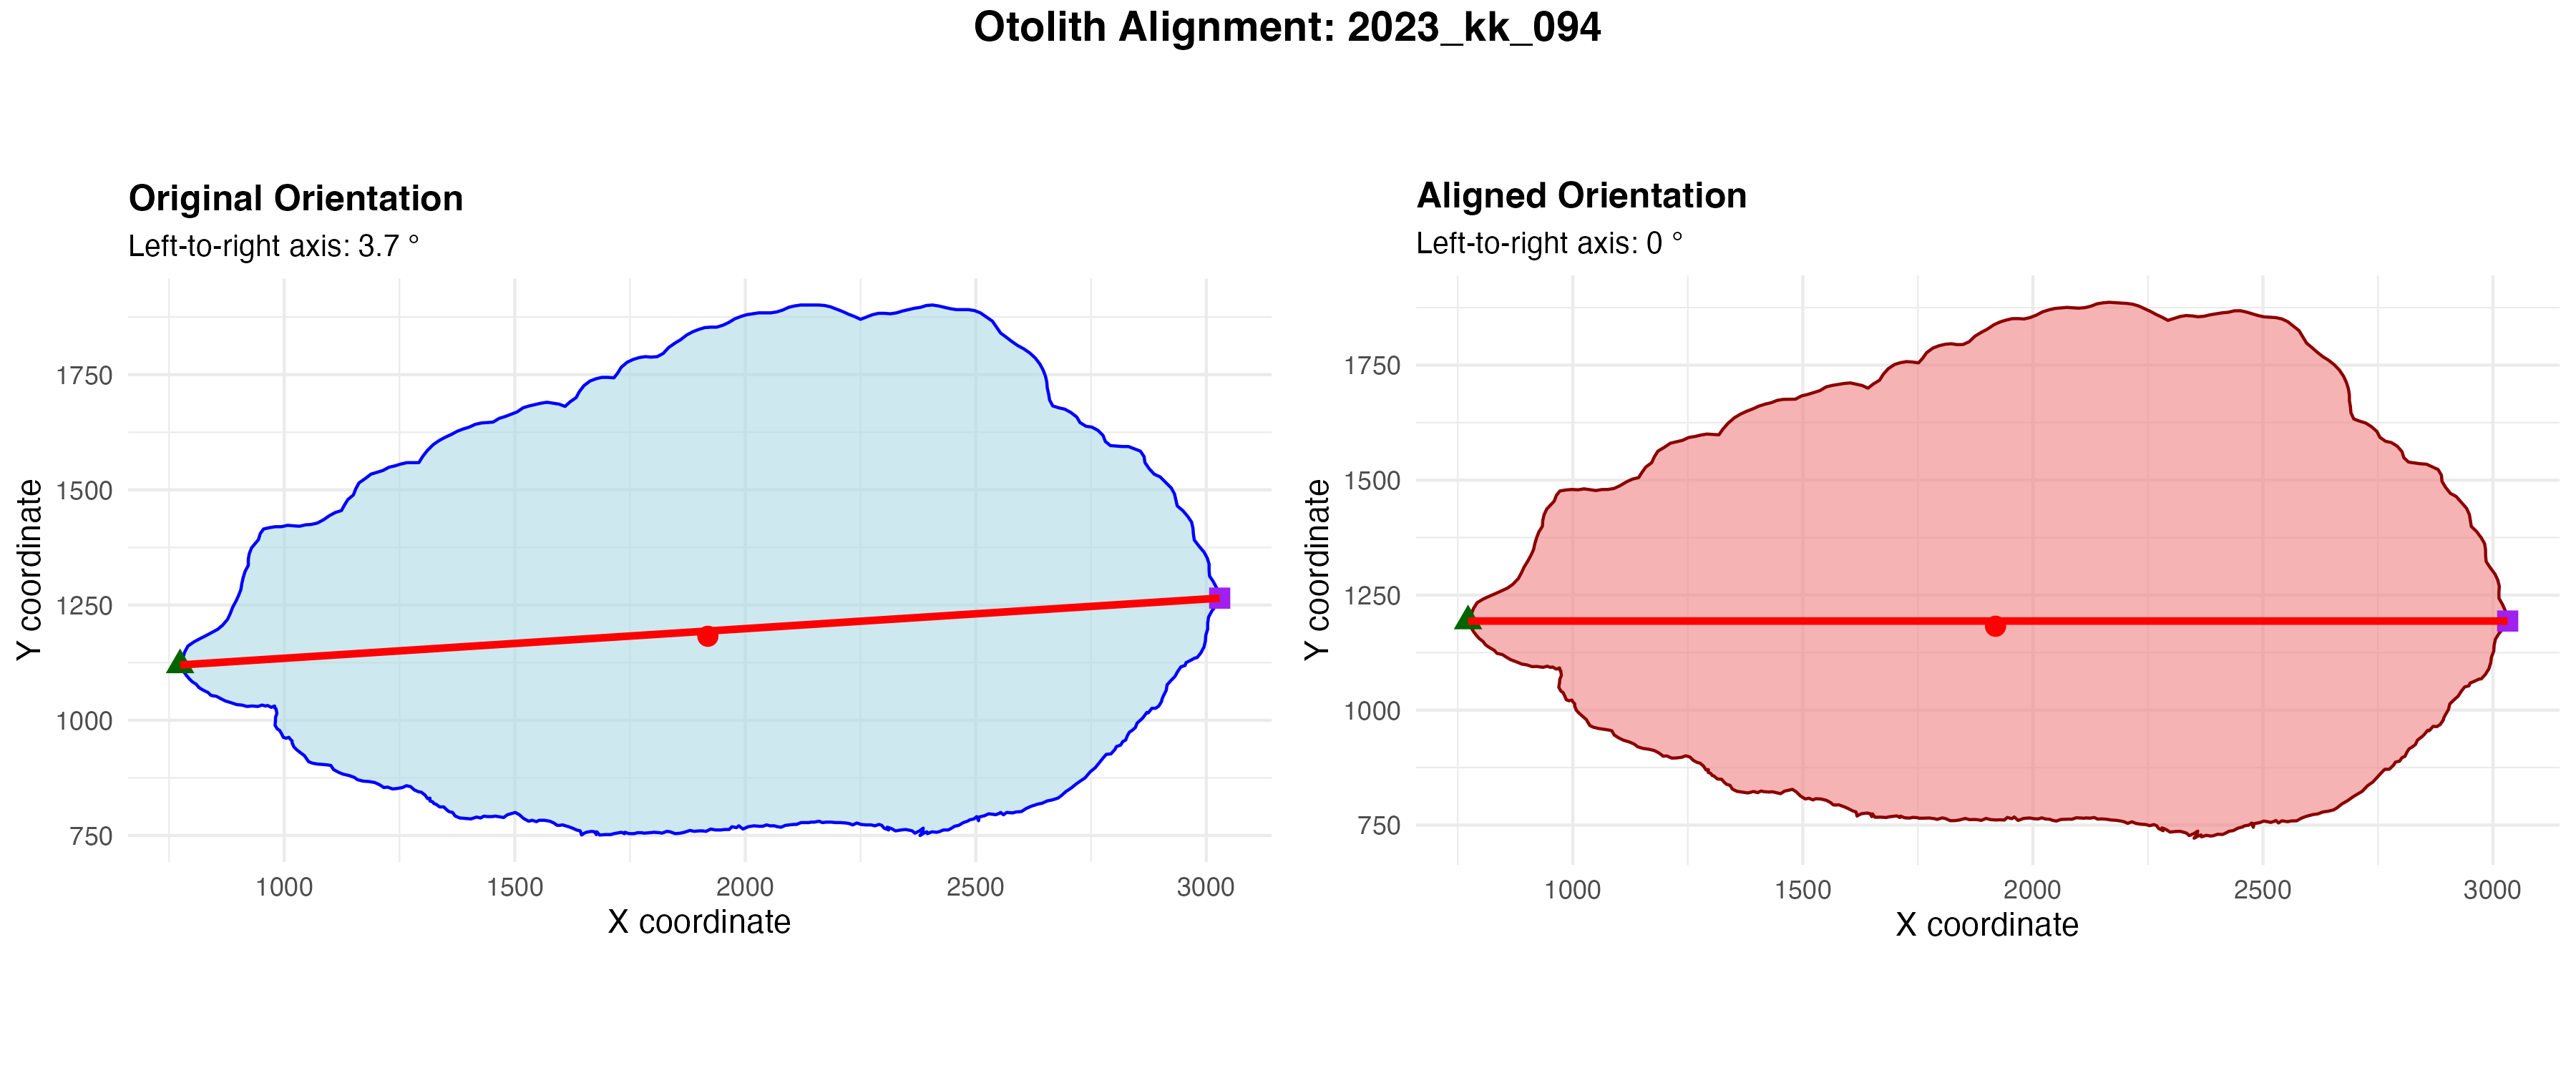 Otolith Alignment: 2023_kk_094
Original Orientation
Left-to-right axis: 3.7 °
Y coordinate
1750
1500
1250
1000
750
1000 1500 2000 2500 3000
X coordinate
Aligned Orientation
Left-to-right axis: 0 °
Y coordinate
1750
1500
1250
1000
750
1000 1500 2000 2500 3000
X coordinate